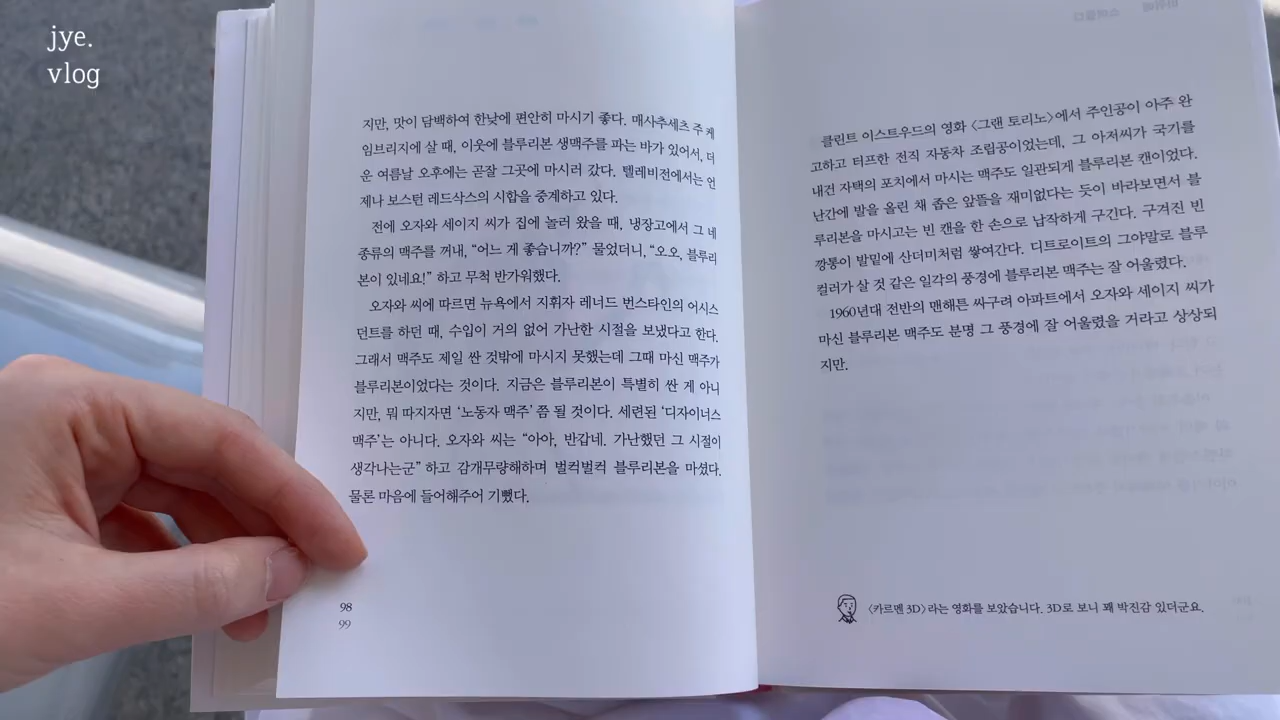 jye.
vlog
지만, 맛이 담백하여 한낮에 편안히 마시기 좋다. 매사추세츠 주 케
임브리지에 살 때, 이웃에 블루리본 생맥주를 파는 바가 있어서, 더
운 여름날 오후에는 곧잘 그곳에 마시러 갔다. 텔레비전에서는 언
제나 보스턴 레드삭스의 시합을 중계하고 있다.
전에 오자와 세이지 씨가 집에 놀러 왔을 때, 냉장고에서 그 네
종류의 맥주를 꺼내, “어느 게 좋습니까?” 물었더니, “오오, 블루리
본이 있네요!” 하고 무척 반가워했다.
오자와 씨에 따르면 뉴욕에서 지휘자 레너드 번스타인의 어시스
던트를 하던 때, 수입이 거의 없어 가난한 시절을 보냈다고 한다.
그래서 맥주도 제일 싼 것밖에 마시지 못했는데 그때 마신 맥주가
블루리본이었다는 것이다. 지금은 블루리본이 특별히 싼 게 아니
지만, 뭐 따지자면 ‘노동자 맥주’ 쯤 될 것이다. 세련된 ‘디자이너스
맥주’는 아니다. 오자와 씨는 “아아, 반갑네. 가난했던 그 시절이
생각나는군” 하고 감개무량해하며 벌컥벌컥 블루리본을 마셨다.
물론 마음에 들어해주어 기뻤다.
98
99
클린트 이스트우드의 영화 〈그랜 토리노〉에서 주인공이 아주 완
고하고 터프한 전직 자동차 조립공이었는데, 그 아저씨가 국기를
내건 자택의 포치에서 마시는 맥주도 일관되게 블루리본 캔이었다.
난간에 발을 올린 채 좁은 앞뜰을 재미없다는 듯이 바라보면서 블
루리본을 마시고는 빈 캔을 한 손으로 납작하게 구긴다. 구겨진 빈
깡통이 발밑에 산더미처럼 쌓여간다. 디트로이트의 그야말로 블루
컬러가 살 것 같은 일각의 풍경에 블루리본 맥주는 잘 어울렸다.
1960년대 전반의 맨해튼 싸구려 아파트에서 오자와 세이지 씨가
마신 블루리본 맥주도 분명 그 풍경에 잘 어울렸을 거라고 상상되
지만.
〈카르멘 3D〉라는 영화를 보았습니다. 3D로 보니 꽤 박진감 있더군요.